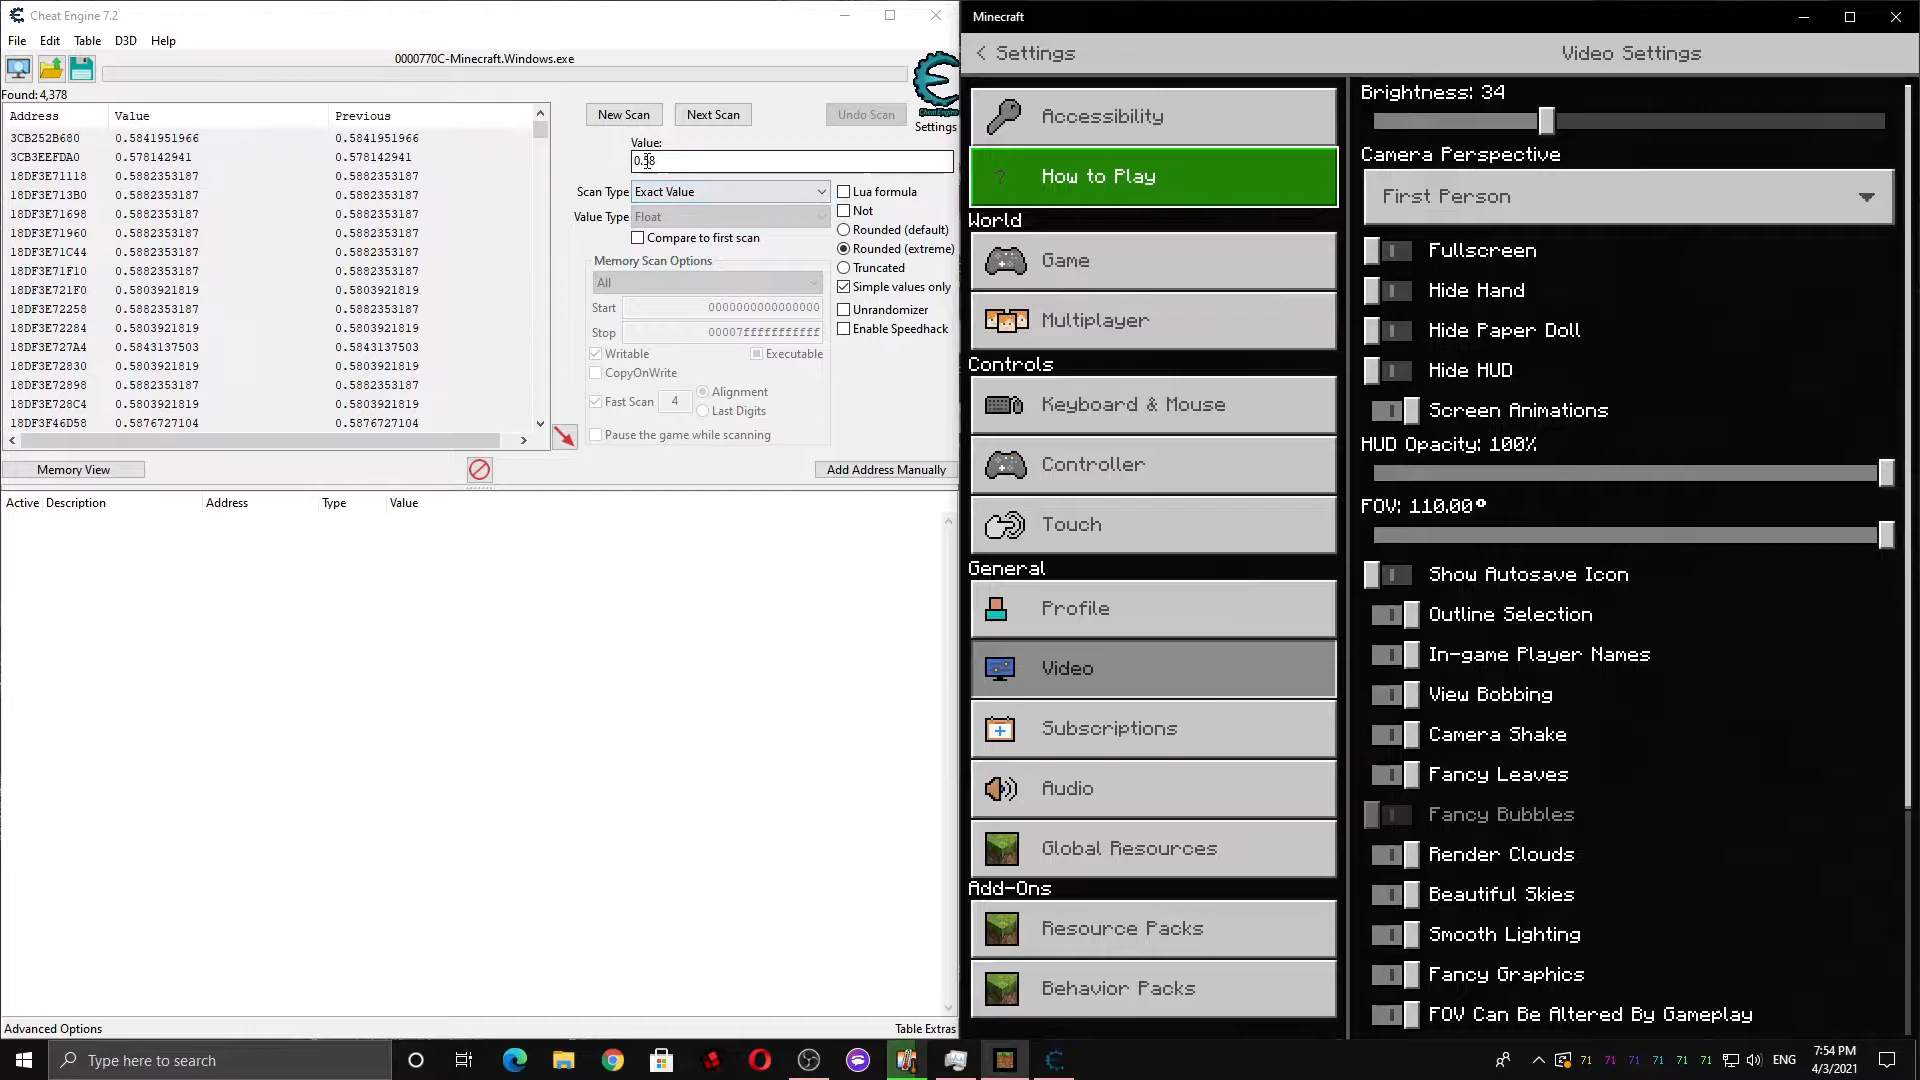 Cheat Engine 7.2
File Edit Table D3D Help
0000770C-Minecraft.Windows.exe
Found: 4,378
Address Value Previous
3CB252B680 0.5841951966 0.5841951966
3CB3EEFDA0 0.578142941 0.578142941
18DF3E71118 0.5882353187 0.5882353187
18DF3E713B0 0.5882353187 0.5882353187
18DF3E71698 0.5882353187 0.5882353187
18DF3E71960 0.5882353187 0.5882353187
18DF3E71C44 0.5882353187 0.5882353187
18DF3E71F10 0.5882353187 0.5882353187
18DF3E721F0 0.5803921819 0.5803921819
18DF3E72258 0.5882353187 0.5882353187
18DF3E72284 0.5803921819 0.5803921819
18DF3E727A4 0.5843137503 0.5843137503
18DF3E72830 0.5803921819 0.5803921819
18DF3E72898 0.5882353187 0.5882353187
18DF3E728C4 0.5803921819 0.5803921819
18DF3F46D58 0.5876727104 0.5876727104
New Scan Next Scan Undo Scan
Cheat Engine
Settings
Value:
0.58
Scan Type Exact Value
Value Type Float
Compare to first scan
Lua formula
Not
Rounded (default)
Rounded (extreme)
Truncated
Simple values only
Unrandomizer
Enable Speedhack
Memory Scan Options
All
Start 0000000000000000
Stop 00007fffffffffff
Writable Executable
CopyOnWrite
Fast Scan 4 Alignment
Last Digits
Pause the game while scanning
Memory View Add Address Manually
Active Description Address Type Value
Advanced Options Table Extras
Minecraft
< Settings Video Settings
Accessibility
? How to Play
World
Game
Multiplayer
Controls
Keyboard & Mouse
Controller
Touch
General
Profile
Video
Subscriptions
Audio
Global Resources
Add-Ons
Resource Packs
Behavior Packs
Brightness: 34
Camera Perspective
First Person
Fullscreen
Hide Hand
Hide Paper Doll
Hide HUD
Screen Animations
HUD Opacity: 100%
FOV: 110.00°
Show Autosave Icon
Outline Selection
In-game Player Names
View Bobbing
Camera Shake
Fancy Leaves
Fancy Bubbles
Render Clouds
Beautiful Skies
Smooth Lighting
Fancy Graphics
FOV Can Be Altered By Gameplay
Type here to search
71 71 71 71 71 71 ENG
7:54 PM
4/3/2021